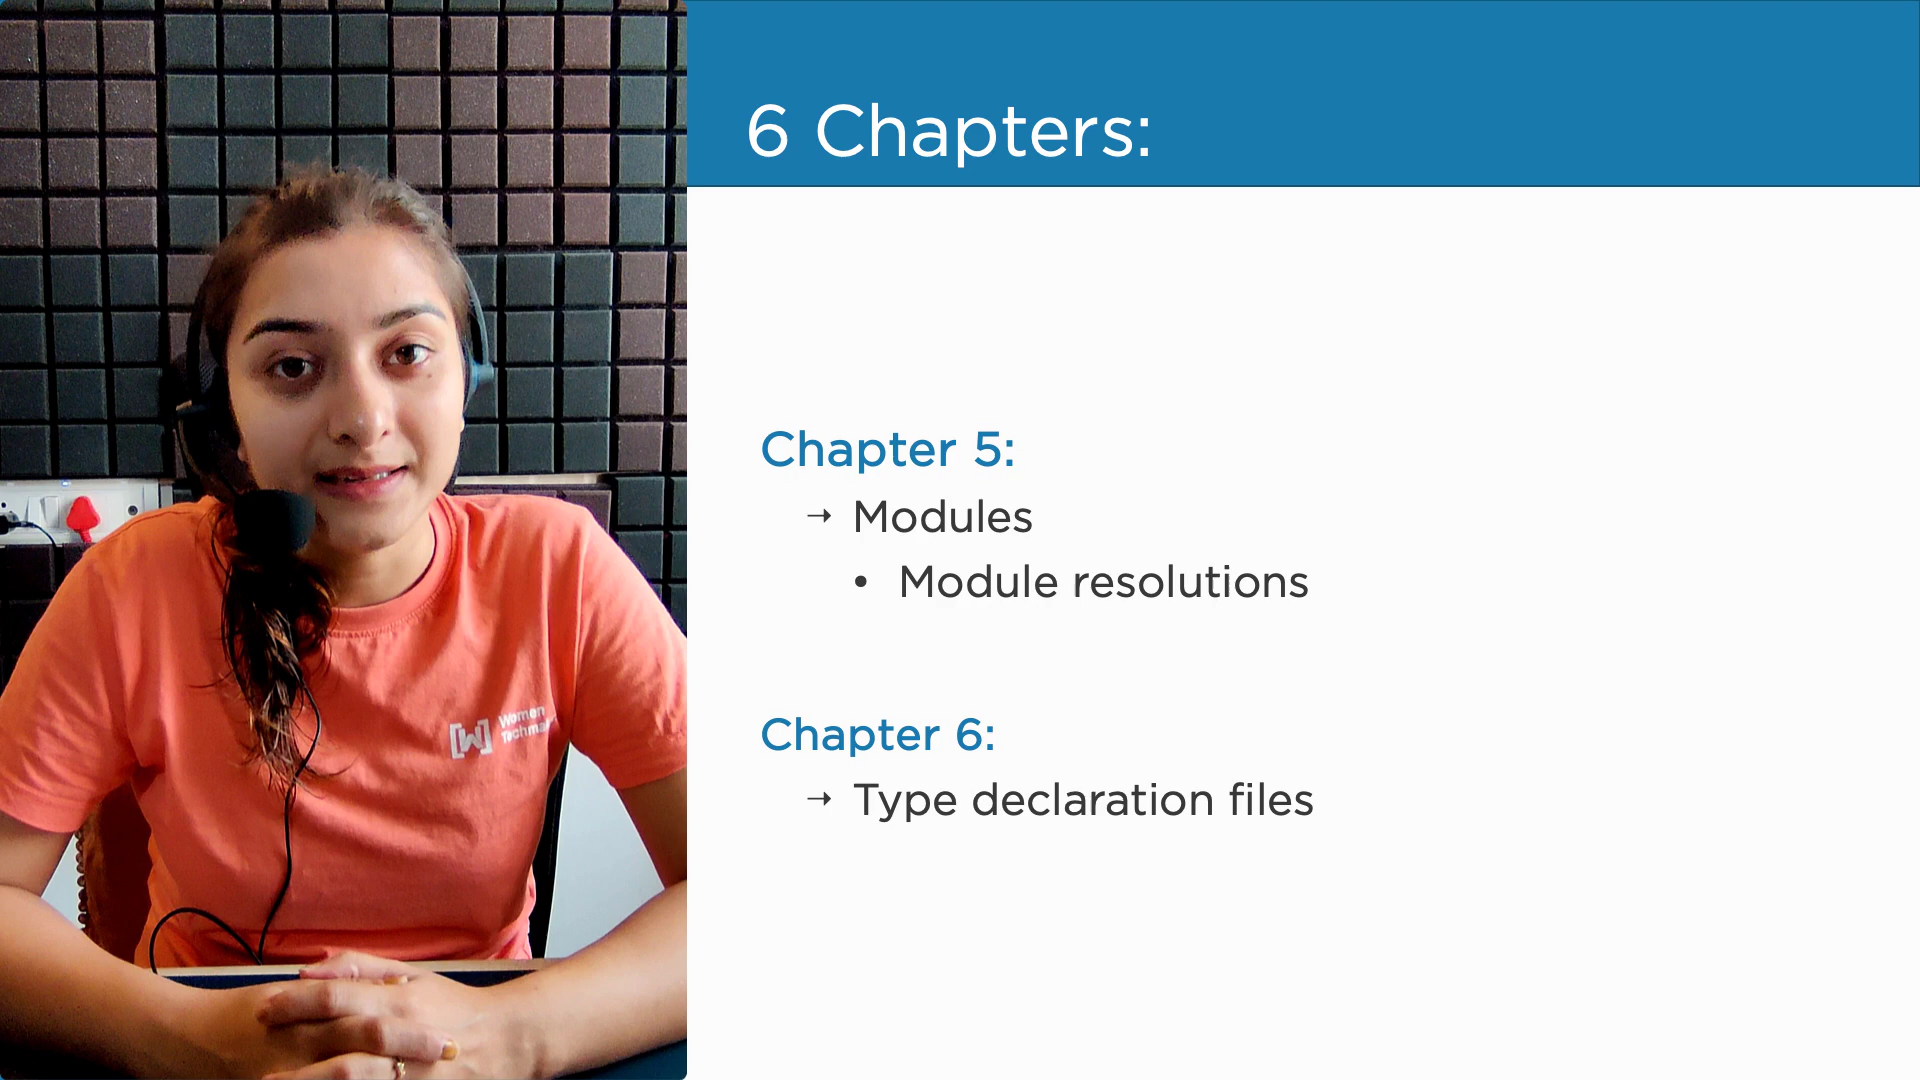 6 Chapters:
Chapter 5:
→ Modules
• Module resolutions
Chapter 6:
→ Type declaration files
[W] Women